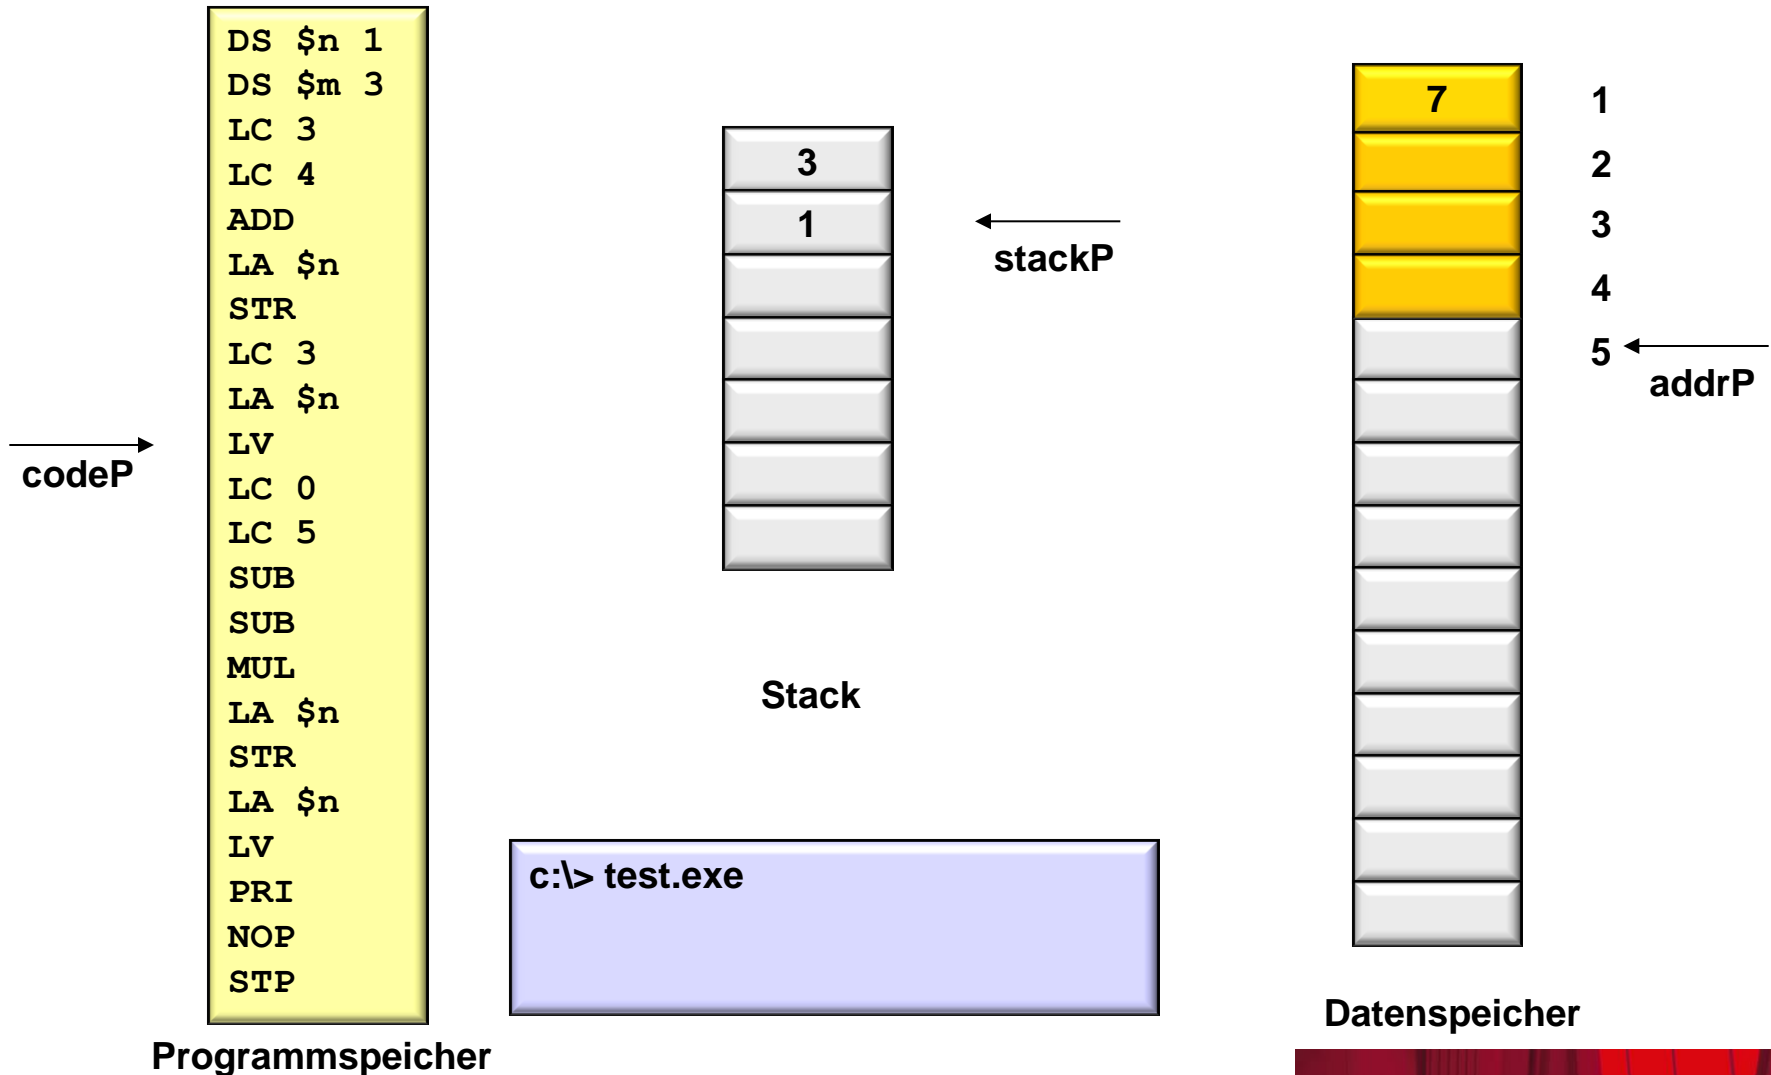 DS $n 1
DS $m 3
LC 3
LC 4
ADD
LA $n
STR
LC 3
LA $n
LV
LC 0
LC 5
SUB
SUB
MUL
LA $n
STR
LA $n
LV
PRI
NOP
STP
Programmspeicher
codeP
3
1
stackP
Stack
c:\> test.exe
7
1
2
3
4
5
addrP
Datenspeicher